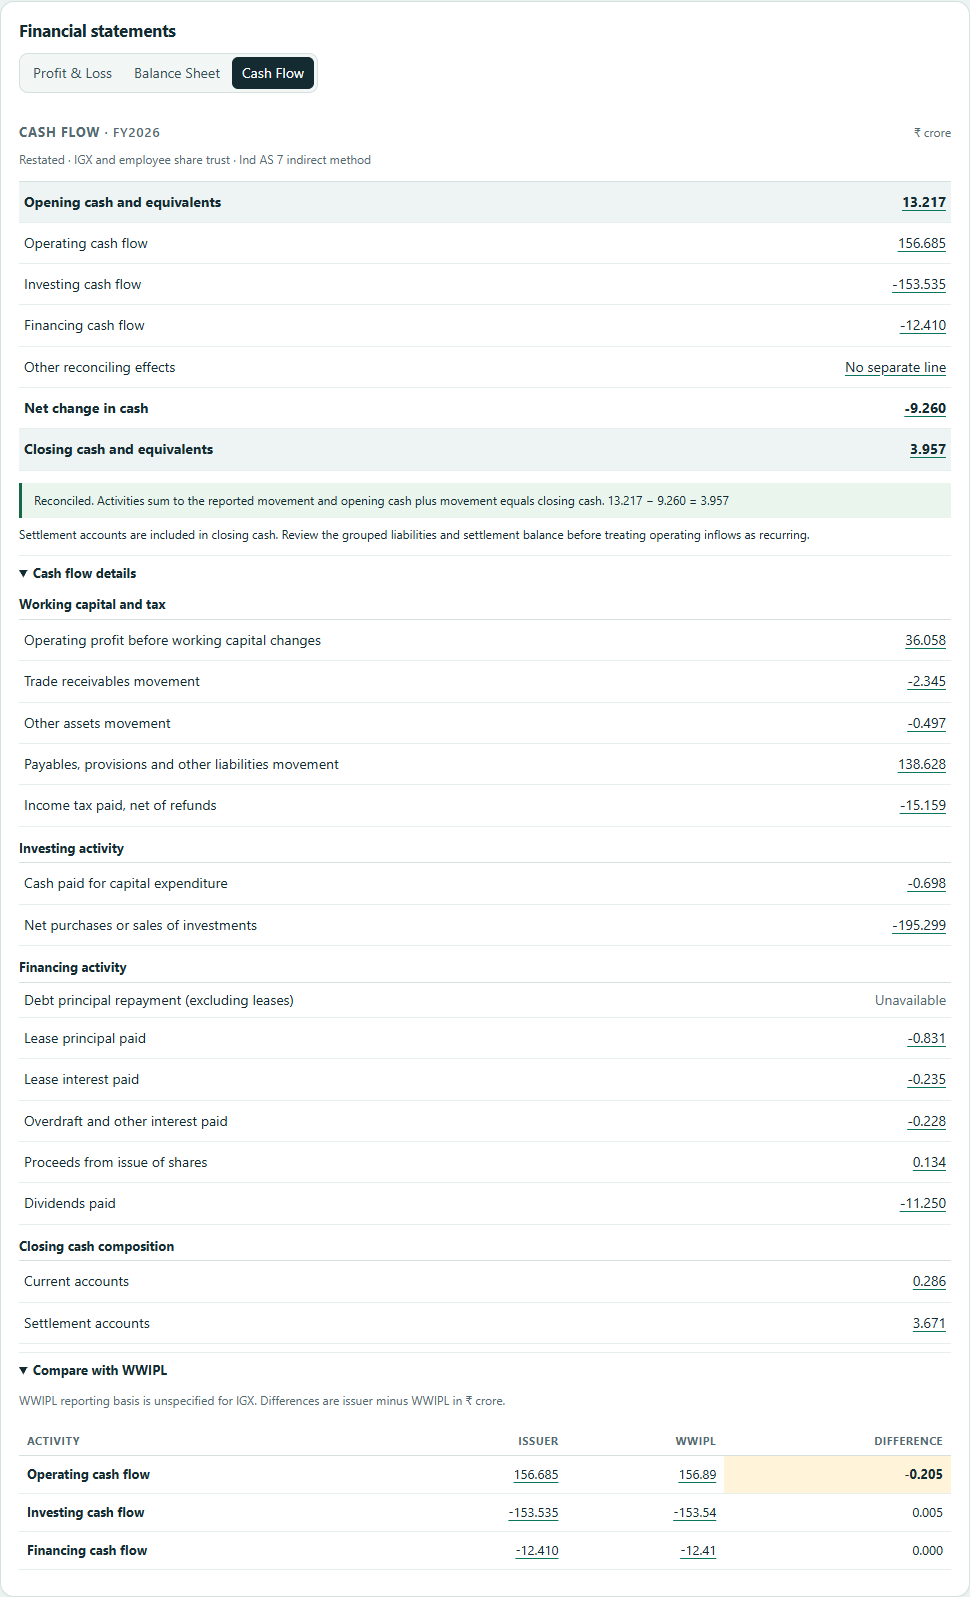 Financial statements
Profit & Loss Balance Sheet Cash Flow
CASH FLOW · FY2026 ₹ crore
Restated · IGX and employee share trust · Ind AS 7 indirect method
Opening cash and equivalents 13.217
Operating cash flow 156.685
Investing cash flow -153.535
Financing cash flow -12.410
Other reconciling effects No separate line
Net change in cash -9.260
Closing cash and equivalents 3.957
Reconciled. Activities sum to the reported movement and opening cash plus movement equals closing cash. 13.217 − 9.260 = 3.957
Settlement accounts are included in closing cash. Review the grouped liabilities and settlement balance before treating operating inflows as recurring.
▼ Cash flow details
Working capital and tax
Operating profit before working capital changes 36.058
Trade receivables movement -2.345
Other assets movement -0.497
Payables, provisions and other liabilities movement 138.628
Income tax paid, net of refunds -15.159
Investing activity
Cash paid for capital expenditure -0.698
Net purchases or sales of investments -195.299
Financing activity
Debt principal repayment (excluding leases) Unavailable
Lease principal paid -0.831
Lease interest paid -0.235
Overdraft and other interest paid -0.228
Proceeds from issue of shares 0.134
Dividends paid -11.250
Closing cash composition
Current accounts 0.286
Settlement accounts 3.671
▼ Compare with WWIPL
WWIPL reporting basis is unspecified for IGX. Differences are issuer minus WWIPL in ₹ crore.
ACTIVITY ISSUER WWIPL DIFFERENCE
Operating cash flow 156.685 156.89 -0.205
Investing cash flow -153.535 -153.54 0.005
Financing cash flow -12.410 -12.41 0.000